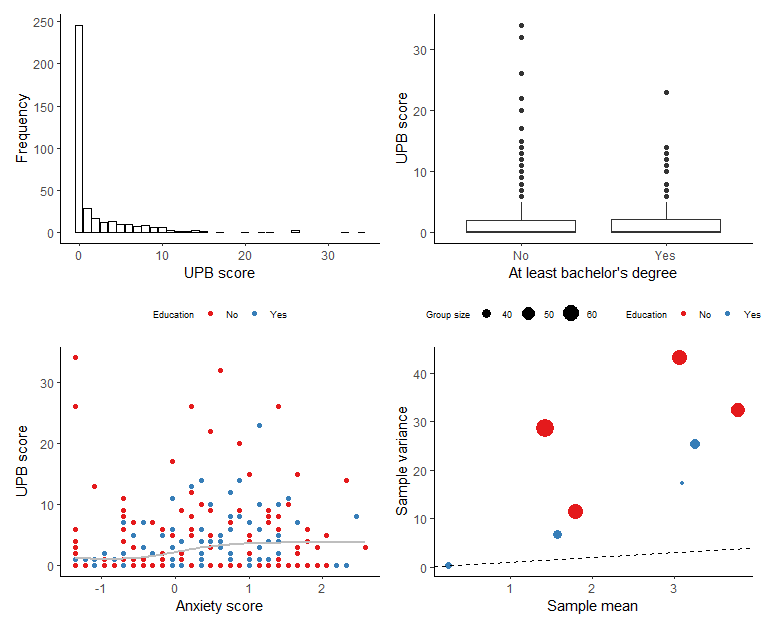 250
200
150
100
50
0
Frequency
0 10 20 30
UPB score
30
20
10
0
UPB score
No Yes
At least bachelor's degree
Education No Yes
30
20
10
0
UPB score
-1 0 1 2
Anxiety score
Group size 40 50 60 Education No Yes
40
30
20
10
0
Sample variance
1 2 3
Sample mean